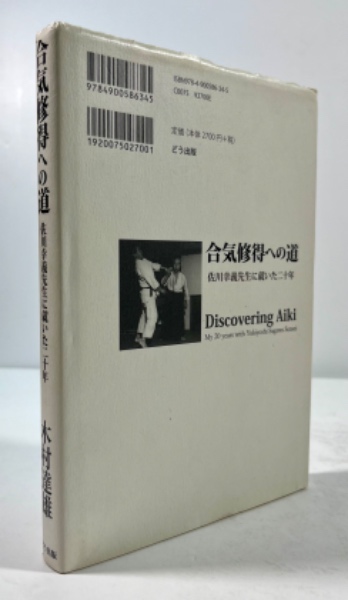 合気修得への道
佐川幸義先生に就いた二十年
木村達雄
9784900586345
1920075027001
ISBN978-4-900586-34-5
C0075 ¥2700E
定価(本体2700円+税)
どう出版
合気修得への道
佐川幸義先生に就いた二十年
Discovering Aiki
My 20 years with Yukiyoshi Sagawa Sensei